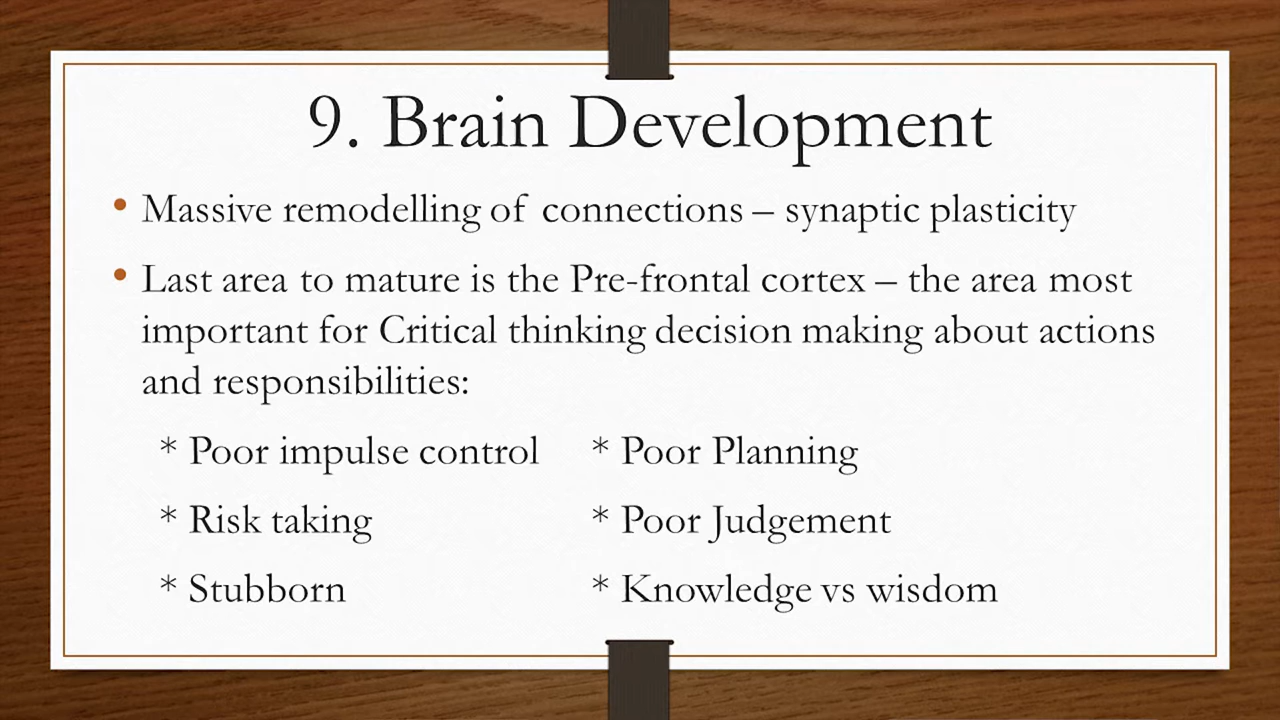 9. Brain Development
• Massive remodelling of connections – synaptic plasticity
• Last area to mature is the Pre-frontal cortex – the area most
important for Critical thinking decision making about actions
and responsibilities:
* Poor impulse control * Poor Planning
* Risk taking * Poor Judgement
* Stubborn * Knowledge vs wisdom